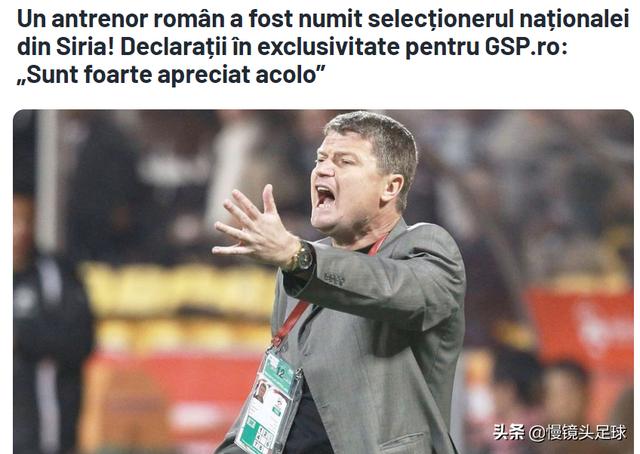 Un antrenor român a fost numit selecționerul naționalei
din Siria! Declarații în exclusivitate pentru GSP.ro:
„Sunt foarte apreciat acolo”
12
头条 @慢镜头足球